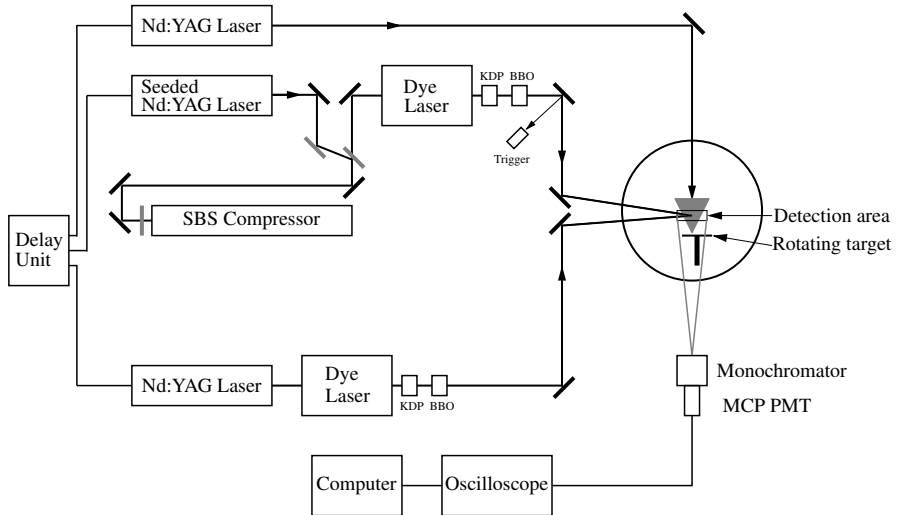 Nd:YAG Laser
Seeded
Nd:YAG Laser
Dye
Laser
KDP
BBO
Trigger
SBS Compressor
Delay
Unit
Detection area
Rotating target
Nd:YAG Laser
Dye
Laser
KDP
BBO
Monochromator
MCP PMT
Computer
Oscilloscope